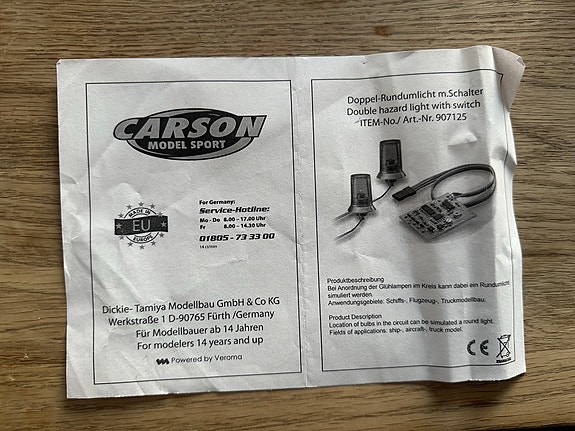 CARSON
MODEL SPORT
MADE IN
EU
EUROPE
For Germany:
Service-Hotline:
Mo - Do 8.00 - 17.00 Uhr
Fr 8.00 - 14.30 Uhr
01805 - 73 33 00
14 ct/min
Dickie- Tamiya Modellbau GmbH & Co KG
Werkstraße 1 D-90765 Fürth /Germany
Für Modellbauer ab 14 Jahren
For modelers 14 years and up
Powered by Veroma
Doppel-Rundumlicht m.Schalter
Double hazard light with switch
ITEM-No./ Art.-Nr. 907125
Produktbeschreibung
Bei Anordnung der Glühlampen im Kreis kann dabei ein Rundumlicht
simuliert werden.
Anwendungsgebiete: Schiffs-, Flugzeug-, Truckmodellbau.
Product Description
Location of bulbs in the circuit can be simulated a round light.
Fields of applications: ship-, aircraft-, truck model.
CE